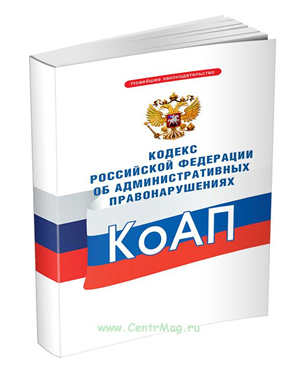 Новейшее законодательство
КОДЕКС
РОССИЙСКОЙ ФЕДЕРАЦИИ
ОБ АДМИНИСТРАТИВНЫХ
ПРАВОНАРУШЕНИЯХ
КоАП
www.CentrMag.ru